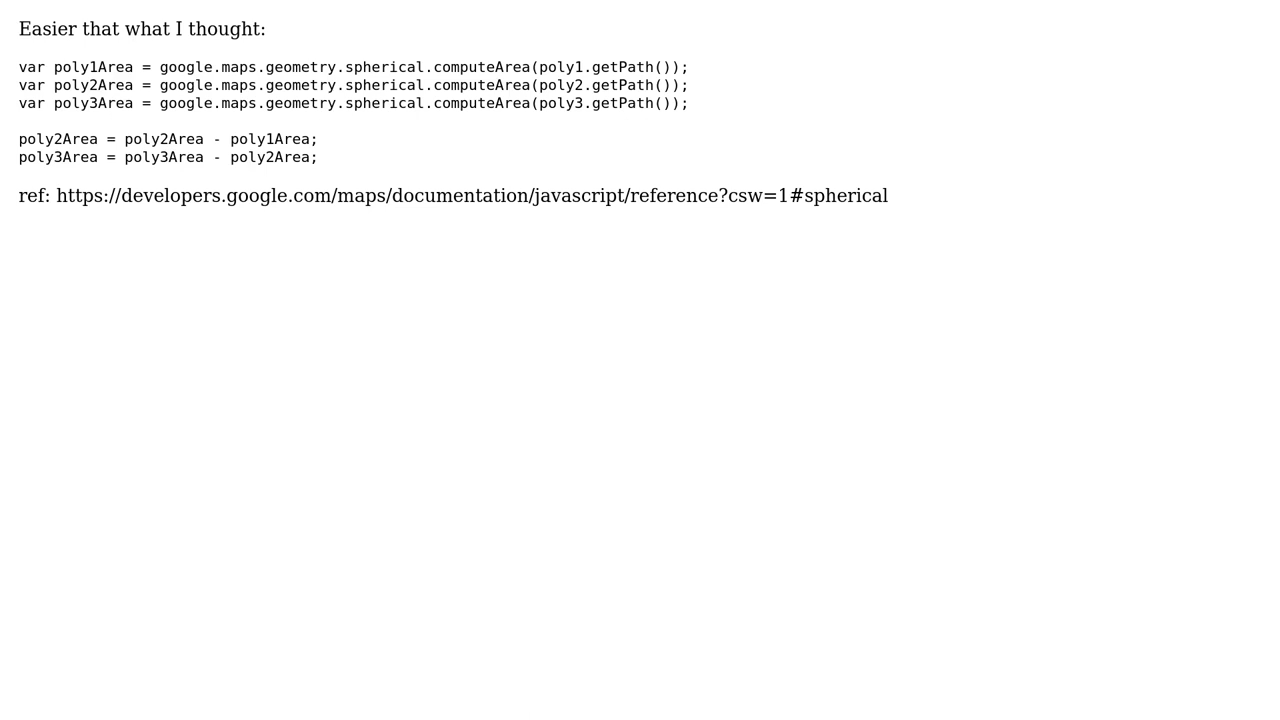 Easier that what I thought:
var poly1Area = google.maps.geometry.spherical.computeArea(poly1.getPath());
var poly2Area = google.maps.geometry.spherical.computeArea(poly2.getPath());
var poly3Area = google.maps.geometry.spherical.computeArea(poly3.getPath());
poly2Area = poly2Area - poly1Area;
poly3Area = poly3Area - poly2Area;
ref: https://developers.google.com/maps/documentation/javascript/reference?csw=1#spherical